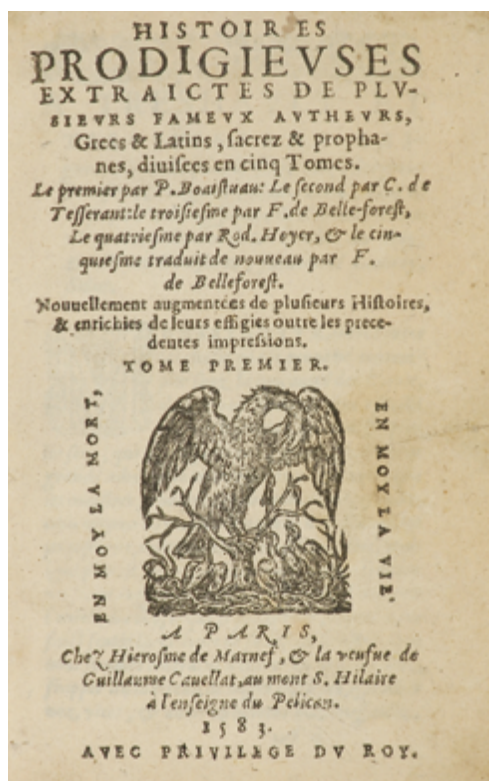 HISTOIRES
PRODIGIEVSES
EXTRAICTES DE PLV-
SIEVRS FAMEVX AVTHEVRS,
Grecs & Latins, sacrez & propha-
nes, diuisees en cinq Tomes.
Le premier par P. Boaistuau: Le second par C. de
Tesserant: le troisiesme par F. de Belle-forest,
Le quatriesme par Rod. Hoyer, & le cin-
quiesme traduit de nouueau par F.
de Belleforest.
Nouuellement augmentées de plusieurs Histoires,
& enrichies de leurs effigies outre les prece-
dentes impressions.
TOME PREMIER.
EN MOY LA MORT,
EN MOY LA VIE
A PARIS,
Chez Hierosme de Marnef, & la veufue de
Guillaume Cauellat, au mont S. Hilaire
à l'enseigne du Pelican.
1583.
AVEC PRIVILEGE DV ROY.